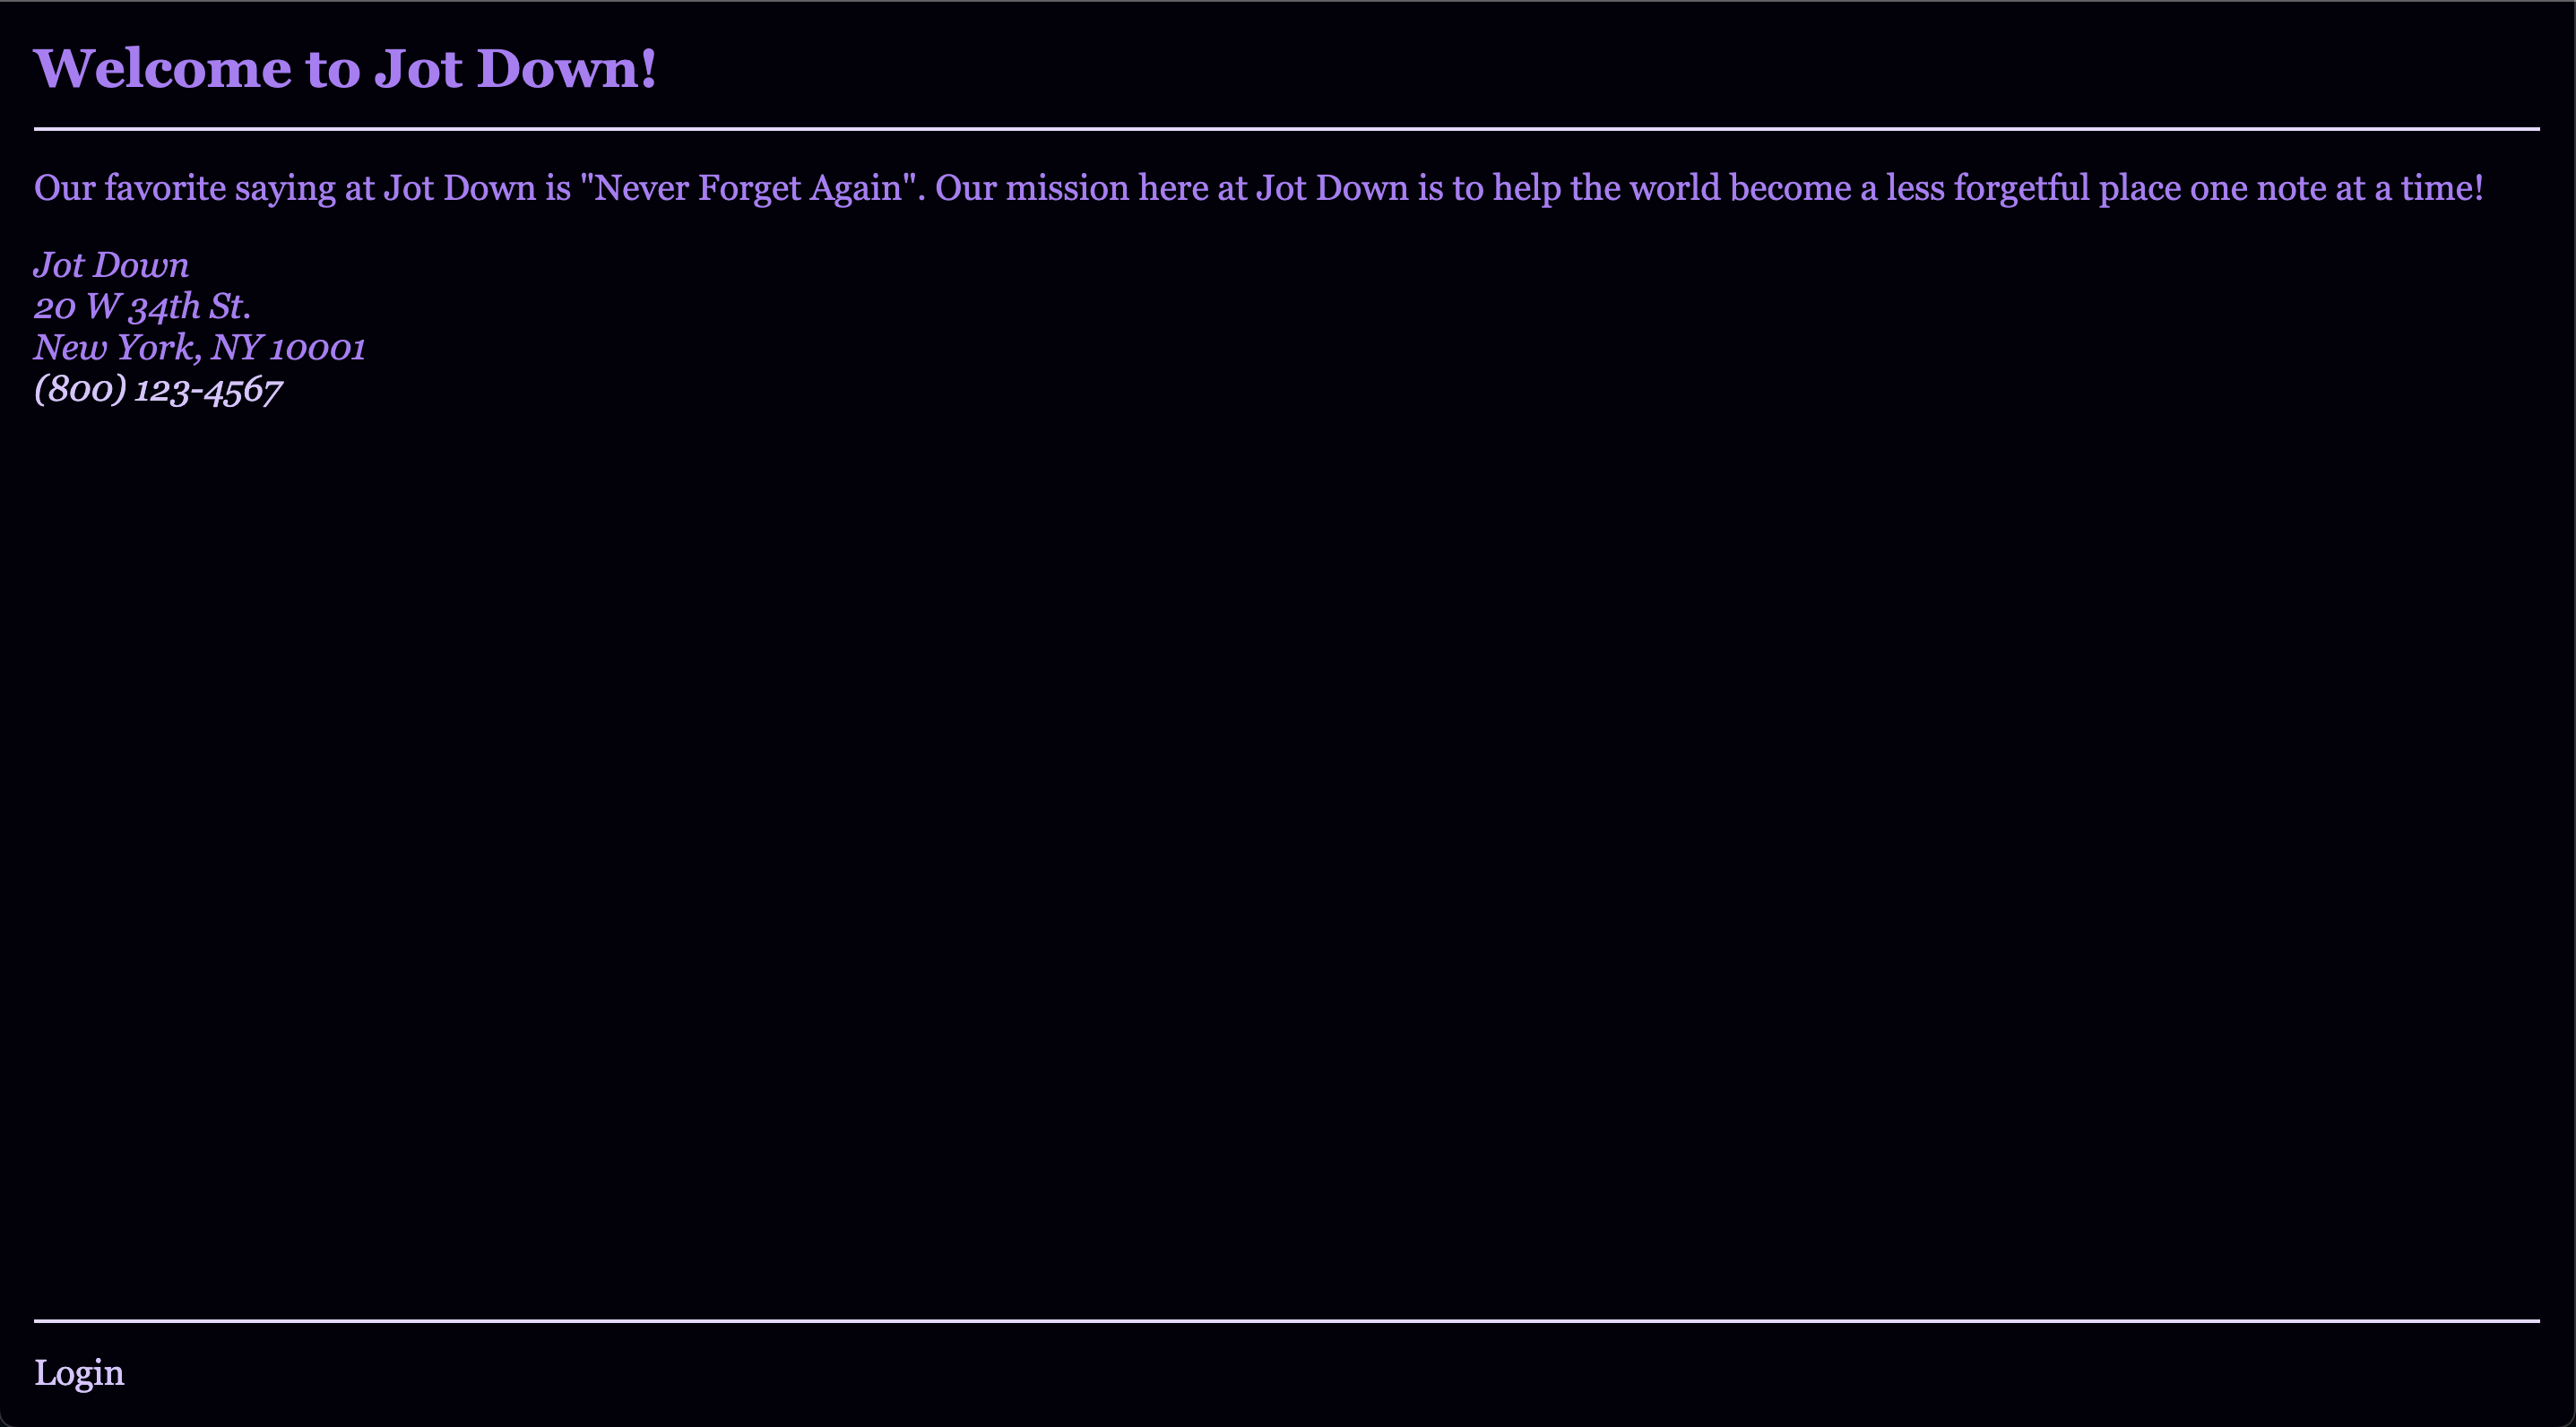 Welcome to Jot Down!
Our favorite saying at Jot Down is "Never Forget Again". Our mission here at Jot Down is to help the world become a less forgetful place one note at a time!
Jot Down
20 W 34th St.
New York, NY 10001
(800) 123-4567
Login